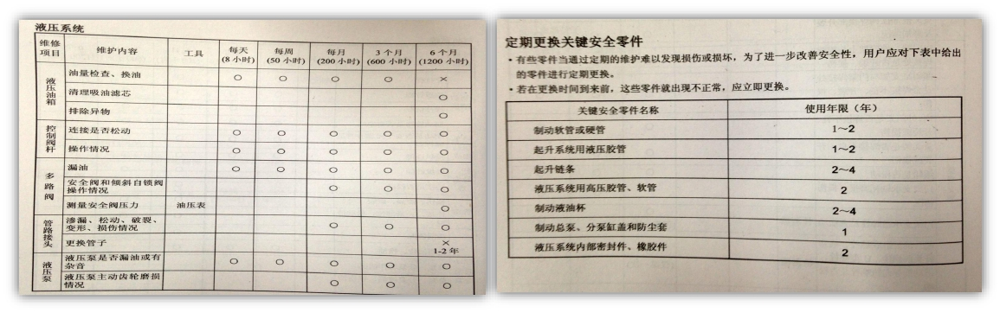 液压系统
维修项目 维护内容 工具 每天(8小时) 每周(50小时) 每月(200小时) 3个月(600小时) 6个月(1200小时)
液压油箱 油量检查、换油 ○ ○ ○ ○ ×
清理吸油滤芯 ○
排除异物 ○
控制阀杆 连接是否松动 ○ ○ ○ ○ ○
操作情况 ○ ○ ○ ○ ○
多路阀 漏油 ○ ○ ○ ○ ○
安全阀和倾斜自锁阀操作情况 ○ ○ ○
测量安全阀压力 油压表 ○
管路接头 渗漏、松动、破裂、变形、损伤情况 ○ ○ ○
更换管子 × 1-2年
液压泵 液压泵是否漏油或有杂音 ○ ○ ○ ○ ○
液压泵主动齿轮磨损情况 ○ ○ ○
定期更换关键安全零件
·有些零件当通过定期的维护难以发现损伤或损坏，为了进一步改善安全性，用户应对下表中给出
的零件进行定期更换。
·若在更换时间到来前，这些零件就出现不正常，应立即更换。
关键安全零件名称 使用年限（年）
制动软管或硬管 1～2
起升系统用液压胶管 1～2
起升链条 2～4
液压系统用高压胶管、软管 2
制动液油杯 2～4
制动总泵、分泵缸盖和防尘套 1
液压系统内部密封件、橡胶件 2